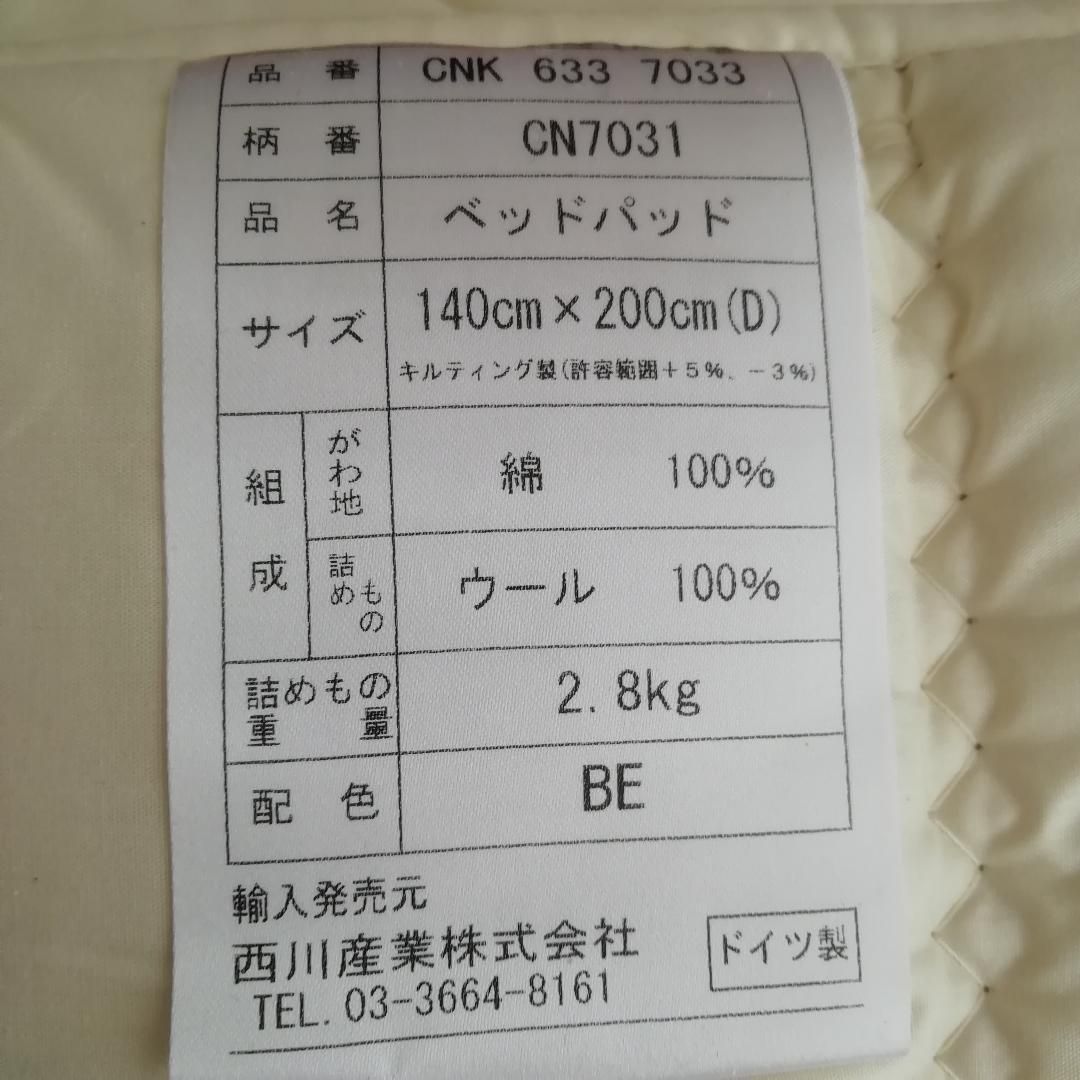 品番 CNK 633 7033
柄番 CN7031
品名 ベッドパッド
サイズ 140cm×200cm(D)
キルティング製(許容範囲+5%、-3%)
組成 がわ地 綿 100%
詰めもの ウール 100%
詰めもの重量 2.8kg
配色 BE
輸入発売元
西川産業株式会社
ドイツ製
TEL. 03-3664-8161